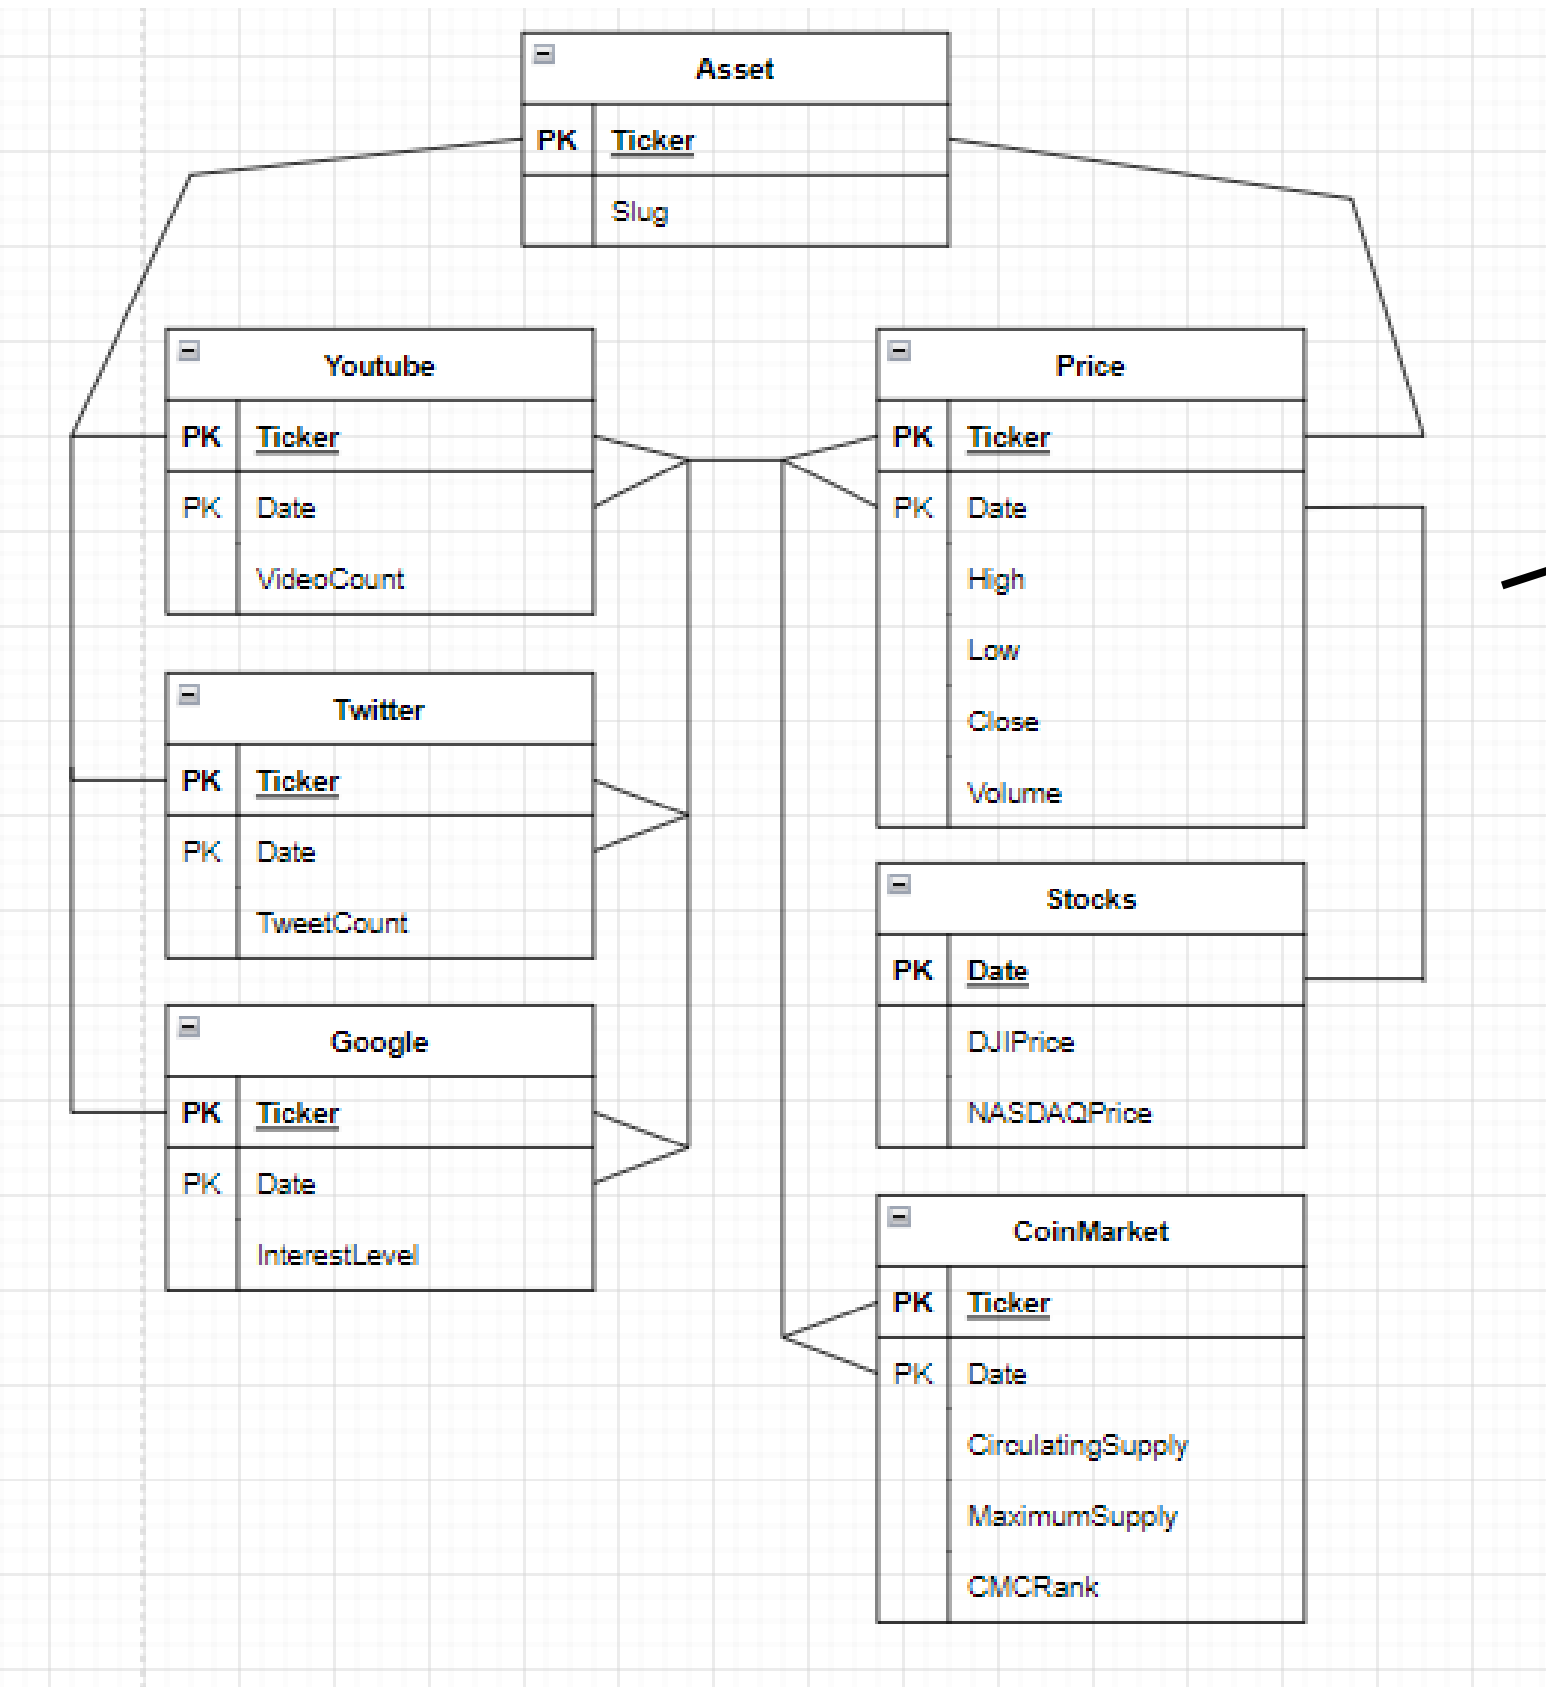 Asset
PK Ticker
Slug
Youtube
PK Ticker
PK Date
VideoCount
Twitter
PK Ticker
PK Date
TweetCount
Google
PK Ticker
PK Date
InterestLevel
Price
PK Ticker
PK Date
High
Low
Close
Volume
Stocks
PK Date
DJIPrice
NASDAQPrice
CoinMarket
PK Ticker
PK Date
CirculatingSupply
MaximumSupply
CMCRank